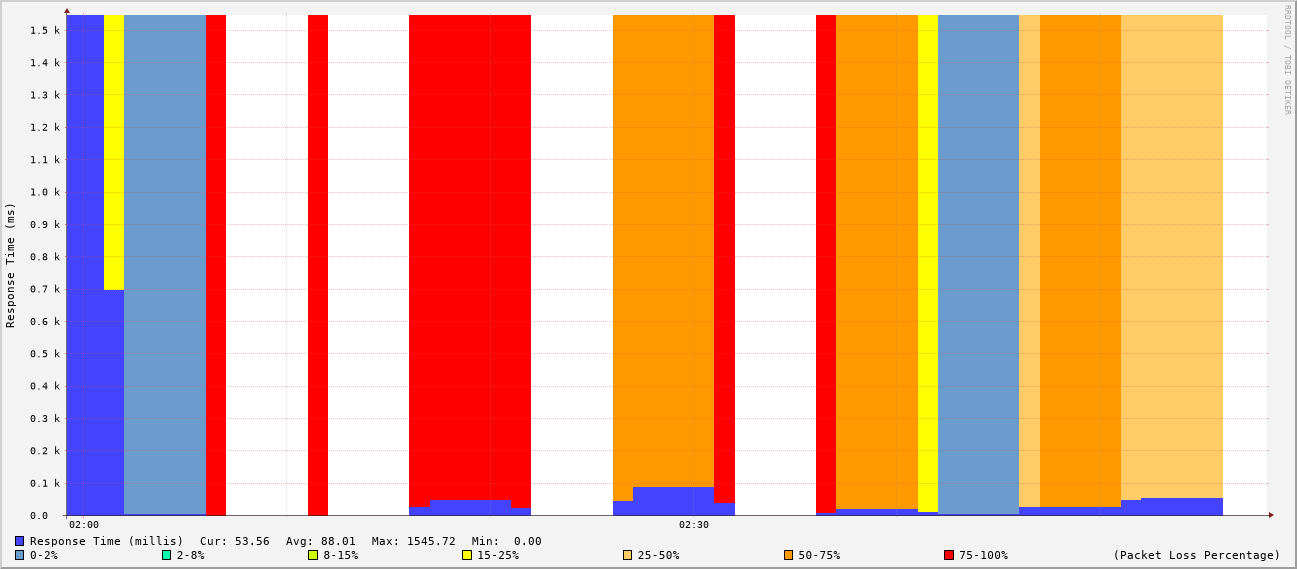 RRDTOOL / TOBI OETIKER
Response Time (ms)
1.5 k
1.4 k
1.3 k
1.2 k
1.1 k
1.0 k
0.9 k
0.8 k
0.7 k
0.6 k
0.5 k
0.4 k
0.3 k
0.2 k
0.1 k
0.0
02:00 02:30
Response Time (millis) Cur: 53.56 Avg: 88.01 Max: 1545.72 Min: 0.00
0-2% 2-8% 8-15% 15-25% 25-50% 50-75% 75-100% (Packet Loss Percentage)